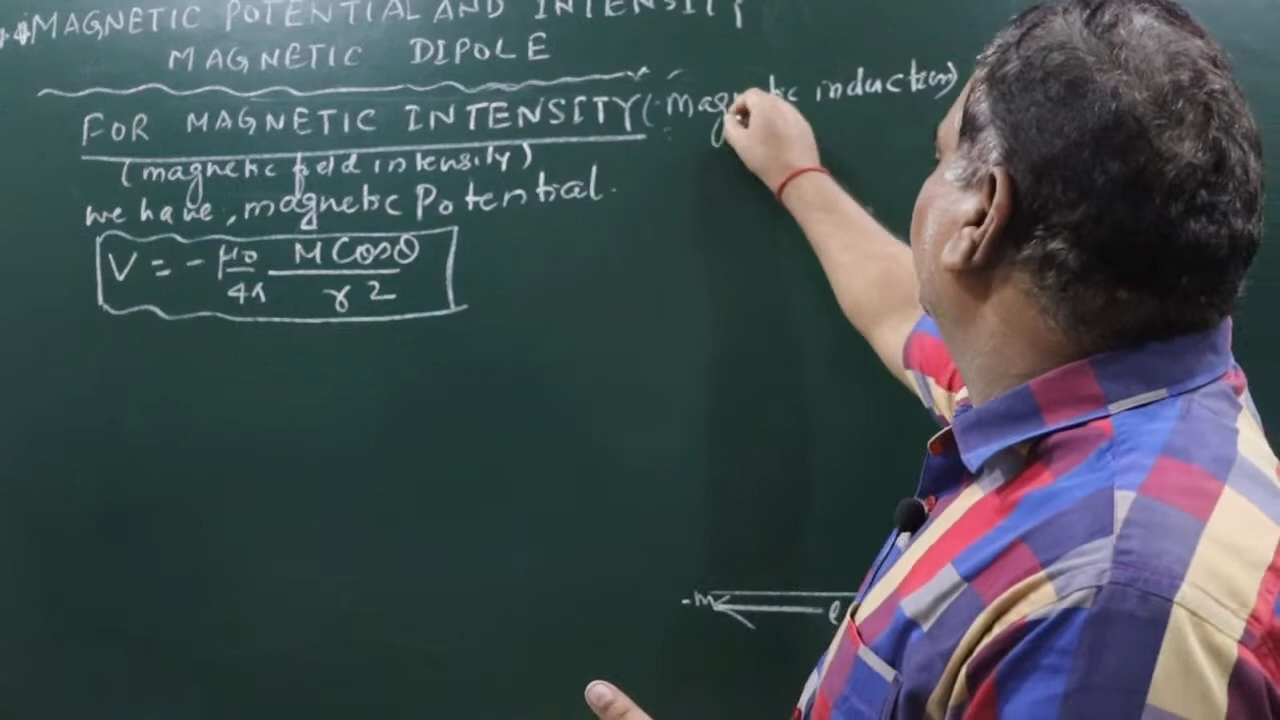 MAGNETIC POTENTIAL AND INTENSITY
MAGNETIC DIPOLE
FOR MAGNETIC INTENSITY (magnetic induction)
(magnetic field intensity)
we have, magnetic Potential.
V = - μ0/4π M Cosθ/r2
-m
l